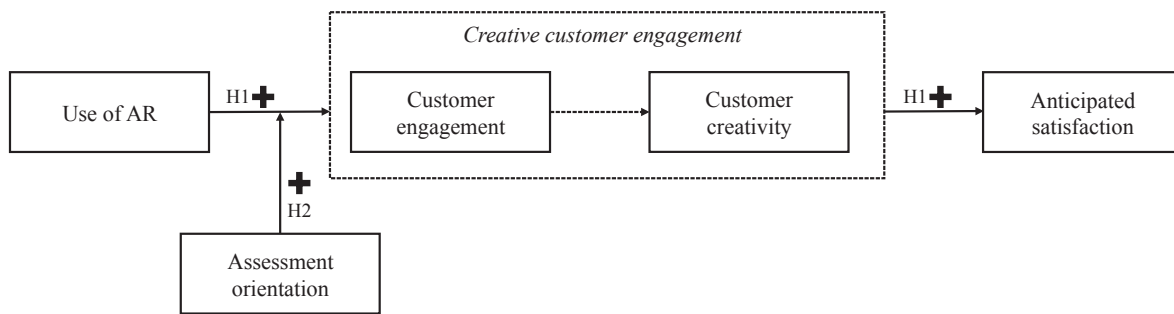 Creative customer engagement
Use of AR
H1
Customer
engagement
Customer
creativity
H1
Anticipated
satisfaction
H2
Assessment
orientation